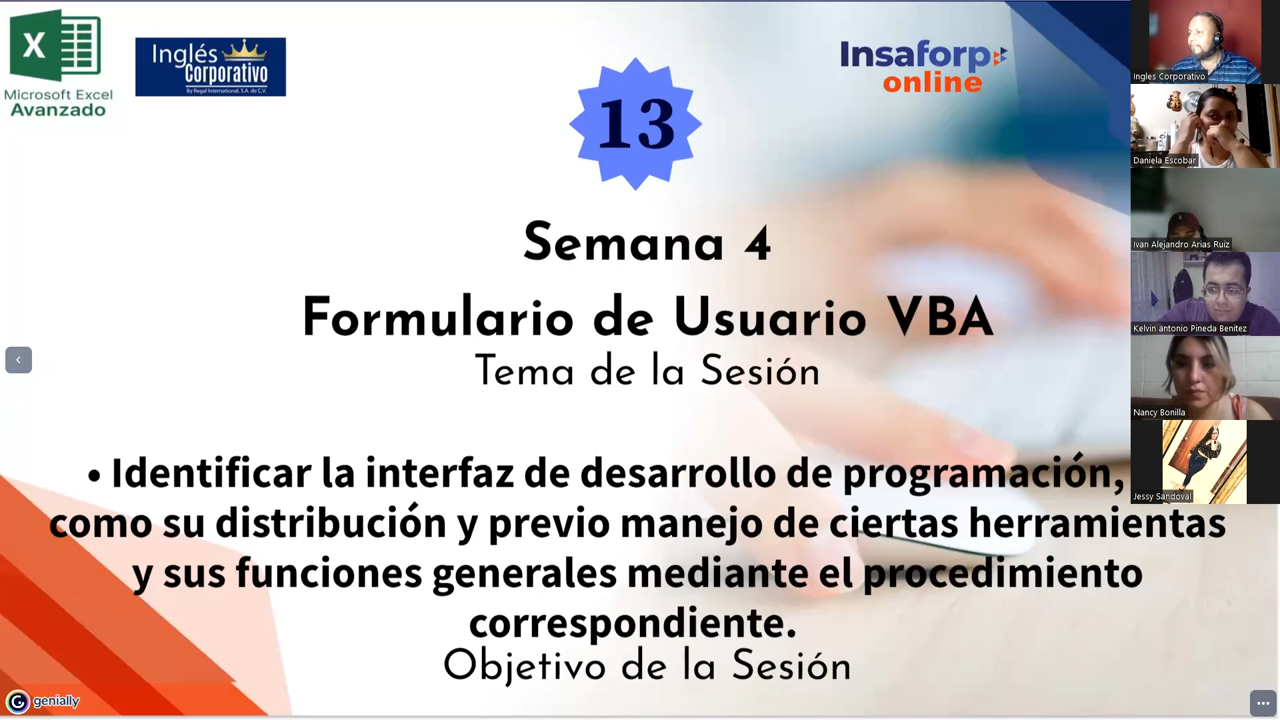 Microsoft Excel
Avanzado
Inglés
Corporativo
By Regal International, S.A. de C.V.
13
Insaforp
online
Semana 4
Formulario de Usuario VBA
Tema de la Sesión
• Identificar la interfaz de desarrollo de programación,
como su distribución y previo manejo de ciertas herramientas
y sus funciones generales mediante el procedimiento
correspondiente.
Objetivo de la Sesión
genially
Ingles Corporativo
Daniela Escobar
Ivan Alejandro Arias Ruiz
Kelvin antonio Pineda Benitez
Nancy Bonilla
Jessy Sandoval